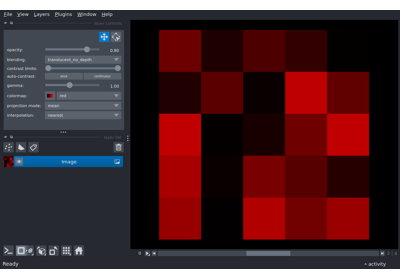 File View Layers Plugins Window Help
layer controls
opacity: 0.80
blending: translucent_no_depth
contrast limits:
auto-contrast: once continuous
gamma: 1.00
colormap: red
projection mode: mean
interpolation: nearest
layer list
Image
Ready
activity